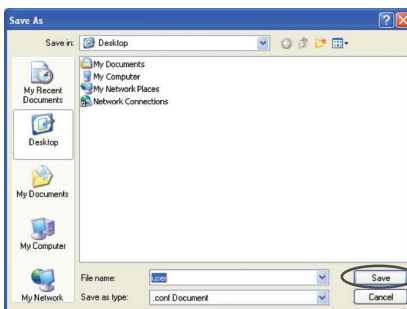 Save As
Save in:
Desktop
My Documents
My Computer
My Network Places
Network Connections
My Recent
Documents
Desktop
My Documents
My Computer
My Network
File name:
user
Save
Save as type:
.conf Document
Cancel